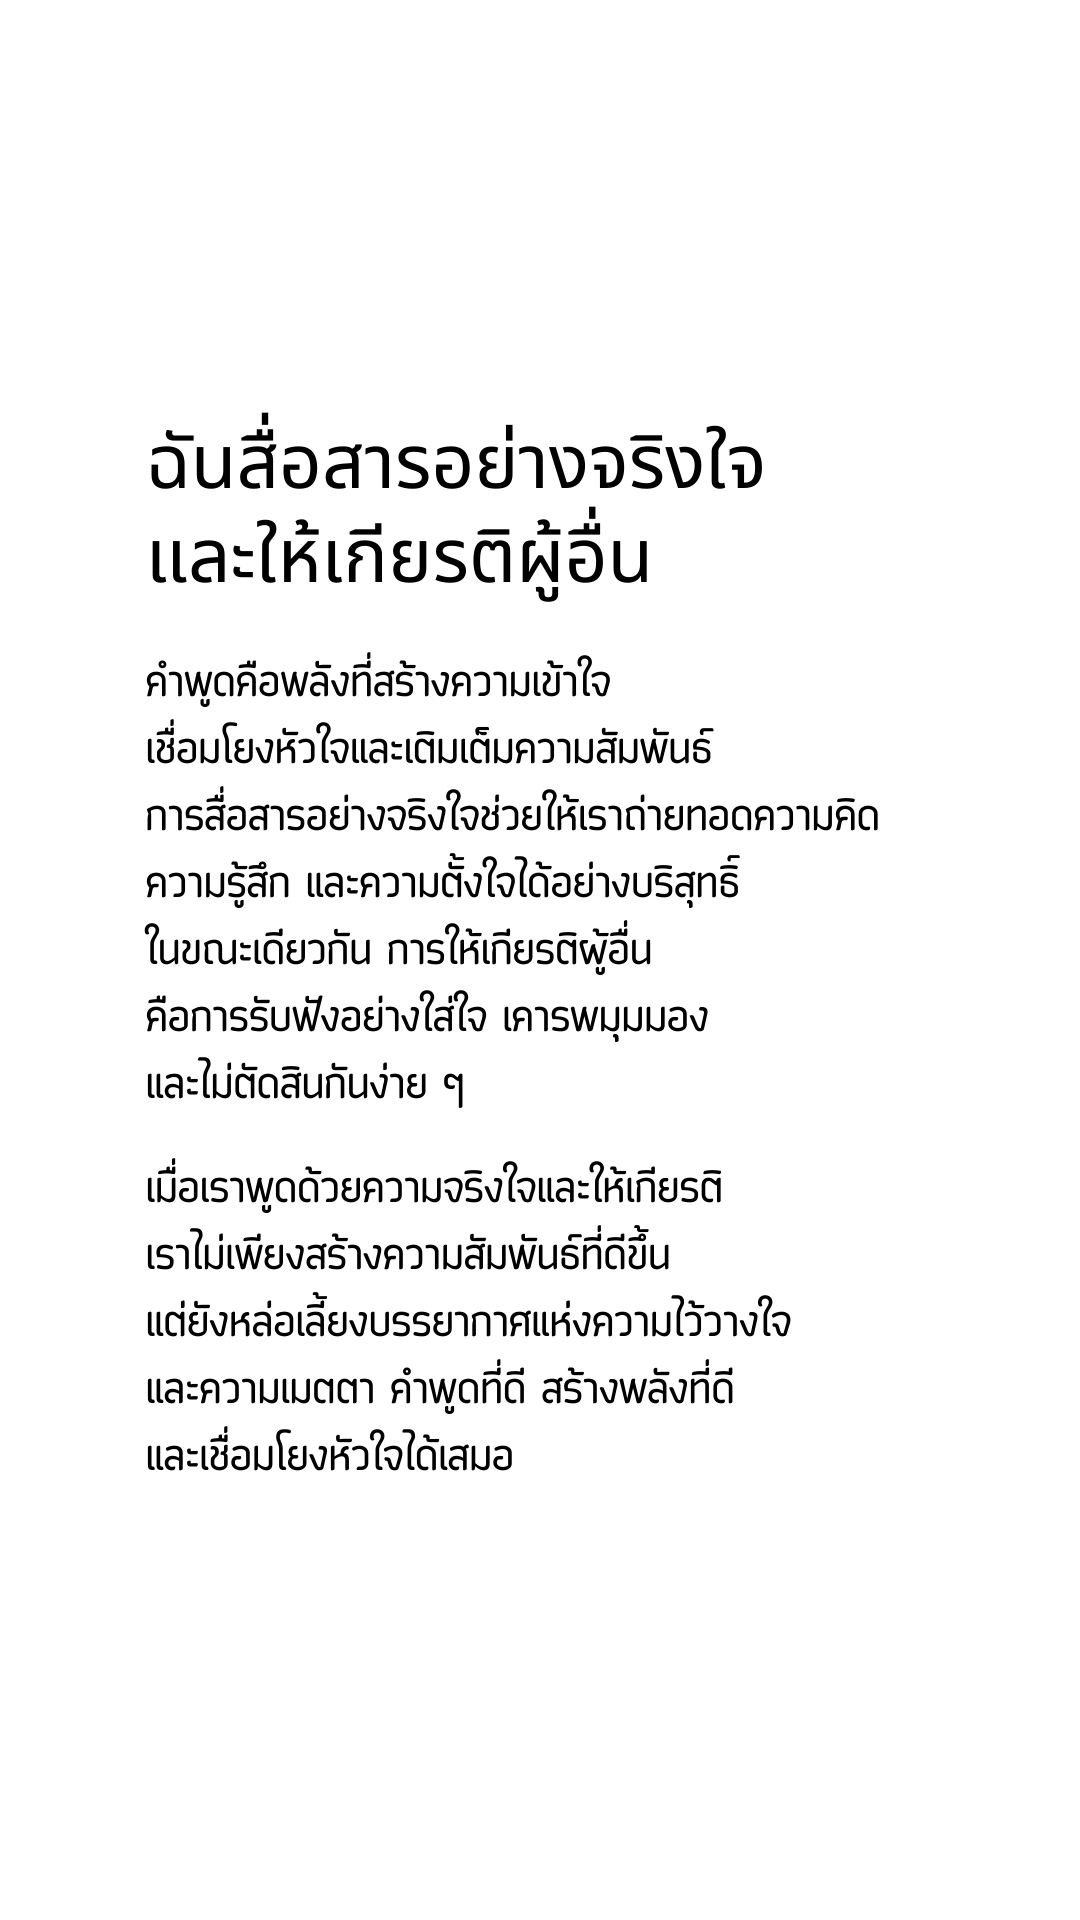 ฉันสื่อสารอย่างจริงใจ
และให้เกียรติผู้อื่น
คำพูดคือพลังที่สร้างความเข้าใจ
เชื่อมโยงหัวใจและเติมเต็มความสัมพันธ์
การสื่อสารอย่างจริงใจช่วยให้เราถ่ายทอดความคิด
ความรู้สึก และความตั้งใจได้อย่างบริสุทธิ์
ในขณะเดียวกัน การให้เกียรติผู้อื่น
คือการรับฟังอย่างใส่ใจ เคารพมุมมอง
และไม่ตัดสินกันง่าย ๆ
เมื่อเราพูดด้วยความจริงใจและให้เกียรติ
เราไม่เพียงสร้างความสัมพันธ์ที่ดีขึ้น
แต่ยังหล่อเลี้ยงบรรยากาศแห่งความไว้วางใจ
และความเมตตา คำพูดที่ดี สร้างพลังที่ดี
และเชื่อมโยงหัวใจได้เสมอ